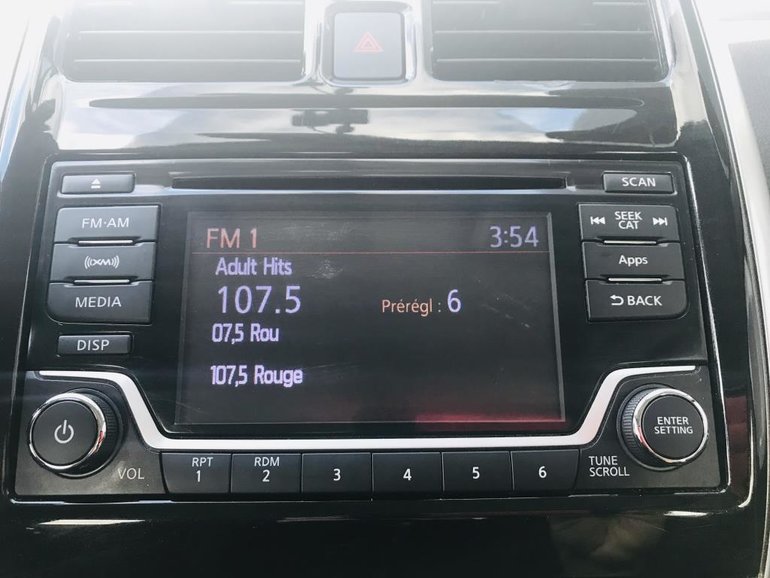 SCAN
FM·AM
SEEK
CAT
((XM))
Apps
MEDIA
BACK
DISP
FM 1 3:54
Adult Hits
107.5 Prérégl : 6
07,5 Rou
107,5 Rouge
VOL
RPT
1
RDM
2
3
4
5
6
TUNE
SCROLL
ENTER
SETTING